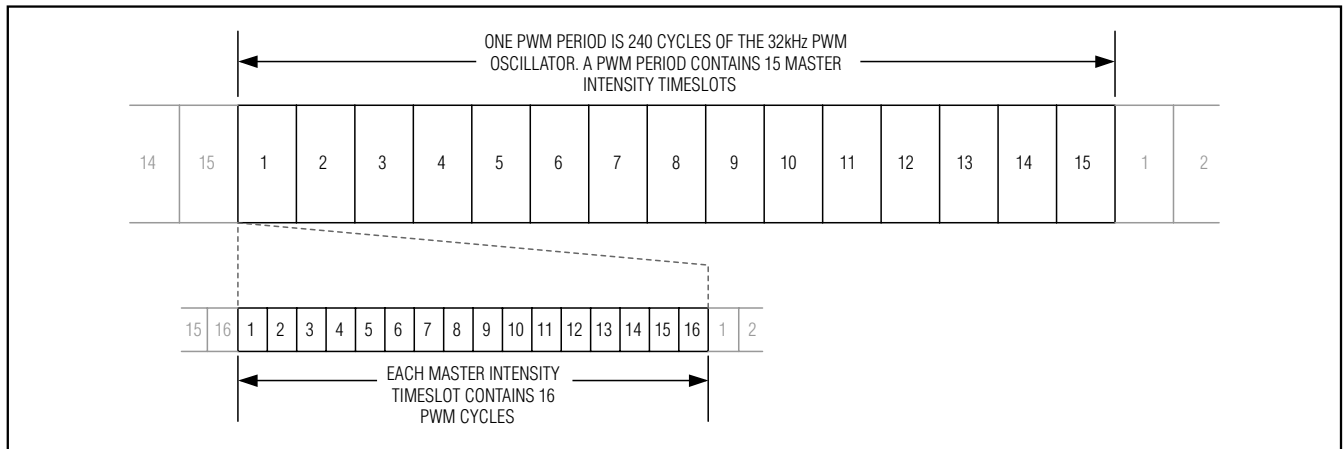 ONE PWM PERIOD IS 240 CYCLES OF THE 32kHz PWM
OSCILLATOR. A PWM PERIOD CONTAINS 15 MASTER
INTENSITY TIMESLOTS
14 15 1 2 3 4 5 6 7 8 9 10 11 12 13 14 15 1 2
15 16 1 2 3 4 5 6 7 8 9 10 11 12 13 14 15 16 1 2
EACH MASTER INTENSITY
TIMESLOT CONTAINS 16
PWM CYCLES